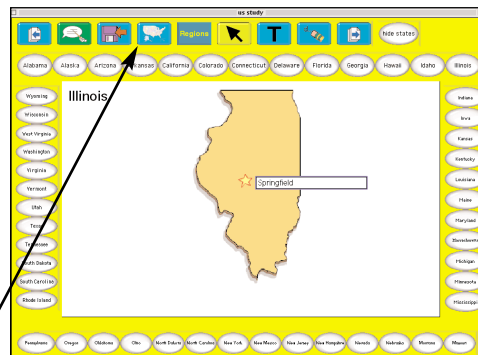 us study
Regions
T
hide states
Alabama Alaska Arizona Arkansas California Colorado Connecticut Delaware Florida Georgia Hawaii Idaho Illinois
Illinois
Wyoming
Wisconsin
West Virginia
Washington
Virginia
Vermont
Utah
Texas
Tennessee
South Dakota
South Carolina
Rhode Island
Springfield
Indiana
Iowa
Kansas
Kentucky
Louisiana
Maine
Maryland
Michigan
Minnesota
Mississippi
Pennsylvania Oregon Oklahoma Ohio North Dakota North Carolina New York New Mexico New Jersey New Hampshire Nevada Nebraska Montana Missouri